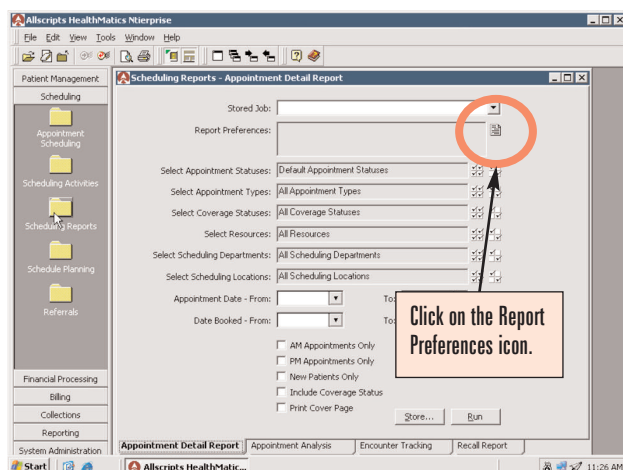 Allscripts HealthMatics Ntierprise
File Edit View Tools Window Help
Patient Management
Scheduling
Appointment
Scheduling
Scheduling Activities
Scheduling Reports
Schedule Planning
Referrals
Financial Processing
Billing
Collections
Reporting
System Administration
Scheduling Reports - Appointment Detail Report
Stored Job:
Report Preferences:
Select Appointment Statuses: Default Appointment Statuses
Select Appointment Types: All Appointment Types
Select Coverage Statuses: All Coverage Statuses
Select Resources: All Resources
Select Scheduling Departments: All Scheduling Departments
Select Scheduling Locations: All Scheduling Locations
Appointment Date - From: To:
Date Booked - From: To:
Click on the Report
Preferences icon.
AM Appointments Only
PM Appointments Only
New Patients Only
Include Coverage Status
Print Cover Page
Store... Run
Appointment Detail Report Appointment Analysis Encounter Tracking Recall Report
Start Allscripts HealthMatic... 11:26 AM